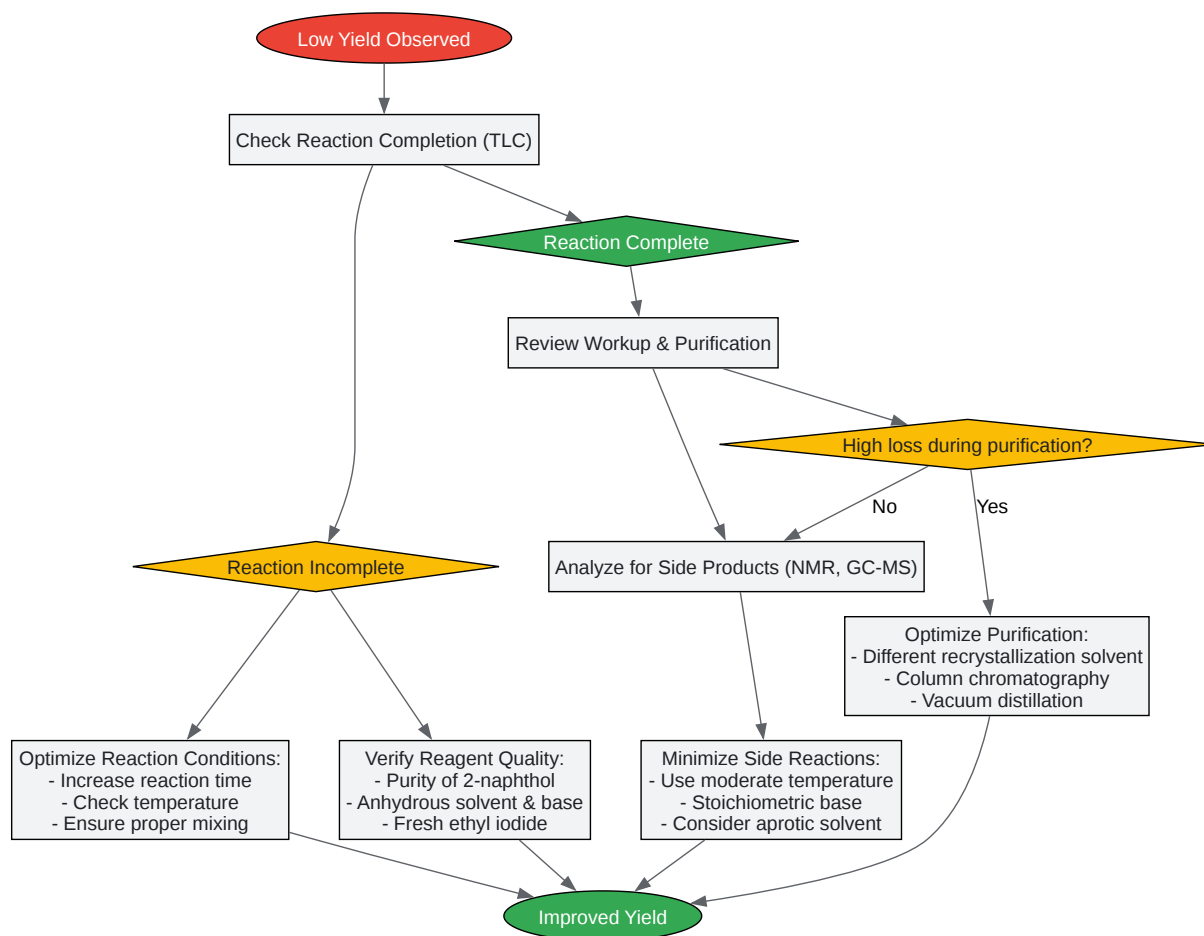 Low Yield Observed
Check Reaction Completion (TLC)
Reaction Complete
Review Workup & Purification
High loss during purification?
No
Yes
Reaction Incomplete
Analyze for Side Products (NMR, GC-MS)
Optimize Purification:
- Different recrystallization solvent
- Column chromatography
- Vacuum distillation
Optimize Reaction Conditions:
- Increase reaction time
- Check temperature
- Ensure proper mixing
Verify Reagent Quality:
- Purity of 2-naphthol
- Anhydrous solvent & base
- Fresh ethyl iodide
Minimize Side Reactions:
- Use moderate temperature
- Stoichiometric base
- Consider aprotic solvent
Improved Yield